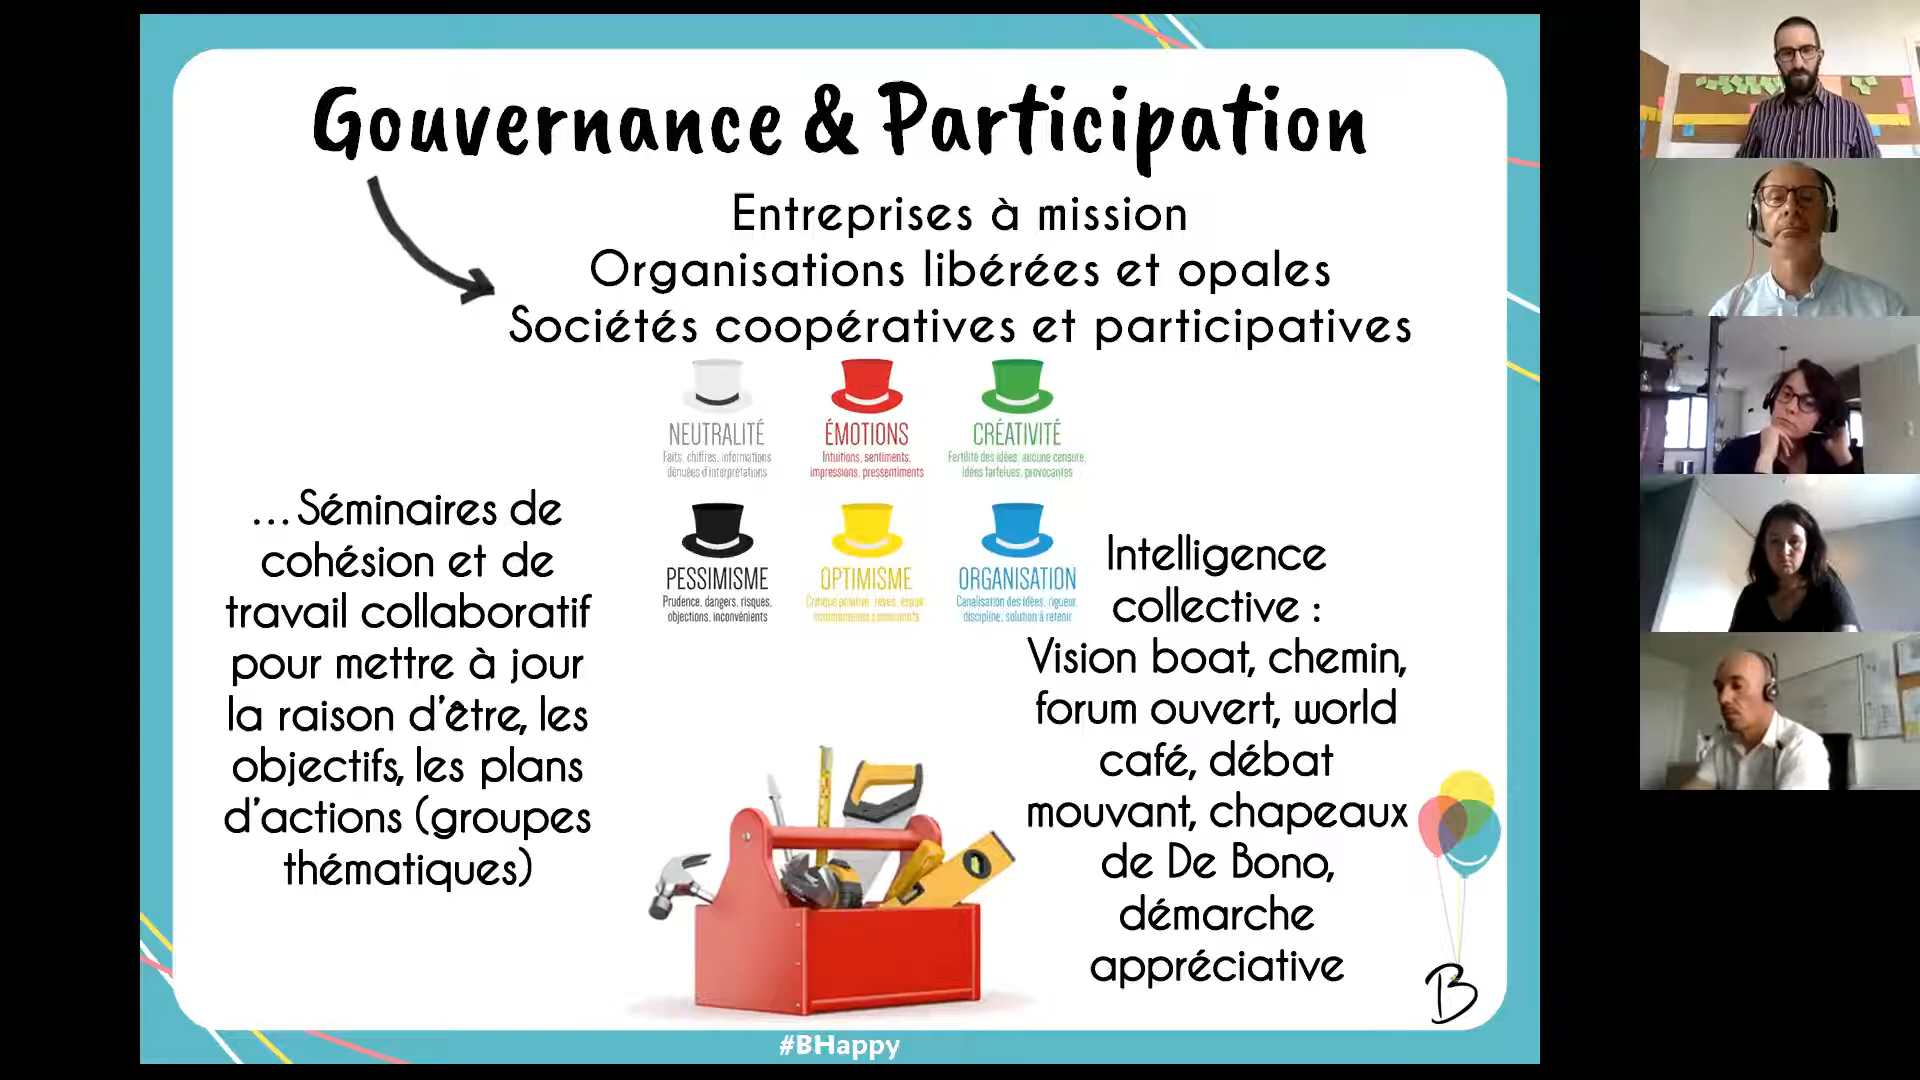 Gouvernance & Participation
Entreprises à mission
Organisations libérées et opales
Sociétés coopératives et participatives
NEUTRALITÉ
Faits, chiffres, informations
dénuées d'interprétations
ÉMOTIONS
Intuitions, sentiments,
impressions, pressentiments
CRÉATIVITÉ
Fertilité des idées, aucune censure,
idées farfelues, provocantes
PESSIMISME
Prudence, dangers, risques,
objections, inconvénients
OPTIMISME
Critique positive, rêves, espoir,
ORGANISATION
Canalisation des idées, rigueur,
discipline, solution à retenir
...Séminaires de
cohésion et de
travail collaboratif
pour mettre à jour
la raison d'être, les
objectifs, les plans
d'actions (groupes
thématiques)
Intelligence
collective :
Vision boat, chemin,
forum ouvert, world
café, débat
mouvant, chapeaux
de De Bono,
démarche
appréciative
B
#BHappy